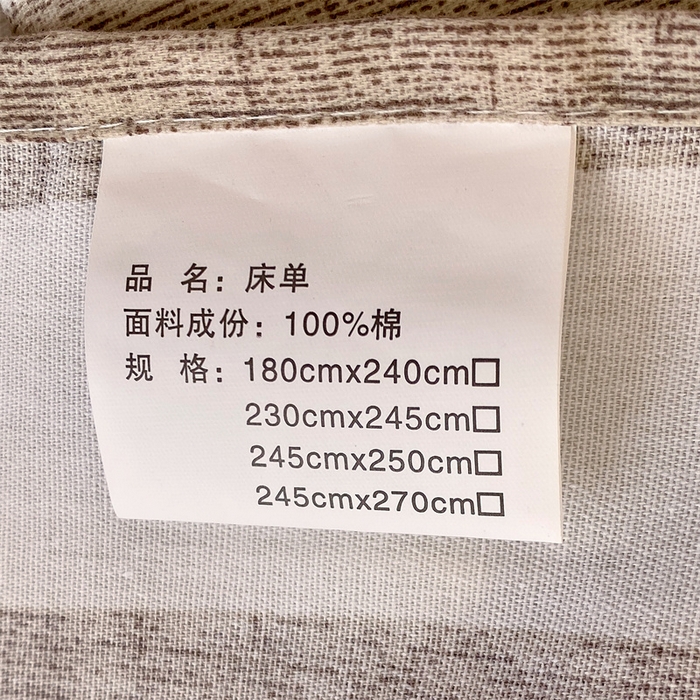 品 名：床单
面料成份：100%棉
规 格：180cmx240cm□
230cmx245cm□
245cmx250cm□
245cmx270cm□